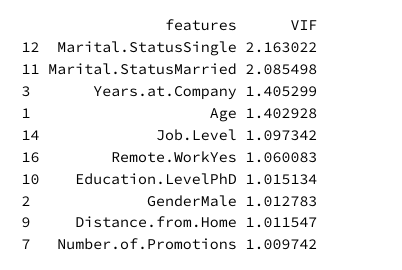 features VIF
12 Marital.StatusSingle 2.163022
11 Marital.StatusMarried 2.085498
3 Years.at.Company 1.405299
1 Age 1.402928
14 Job.Level 1.097342
16 Remote.WorkYes 1.060083
10 Education.LevelPhD 1.015134
2 GenderMale 1.012783
9 Distance.from.Home 1.011547
7 Number.of.Promotions 1.009742